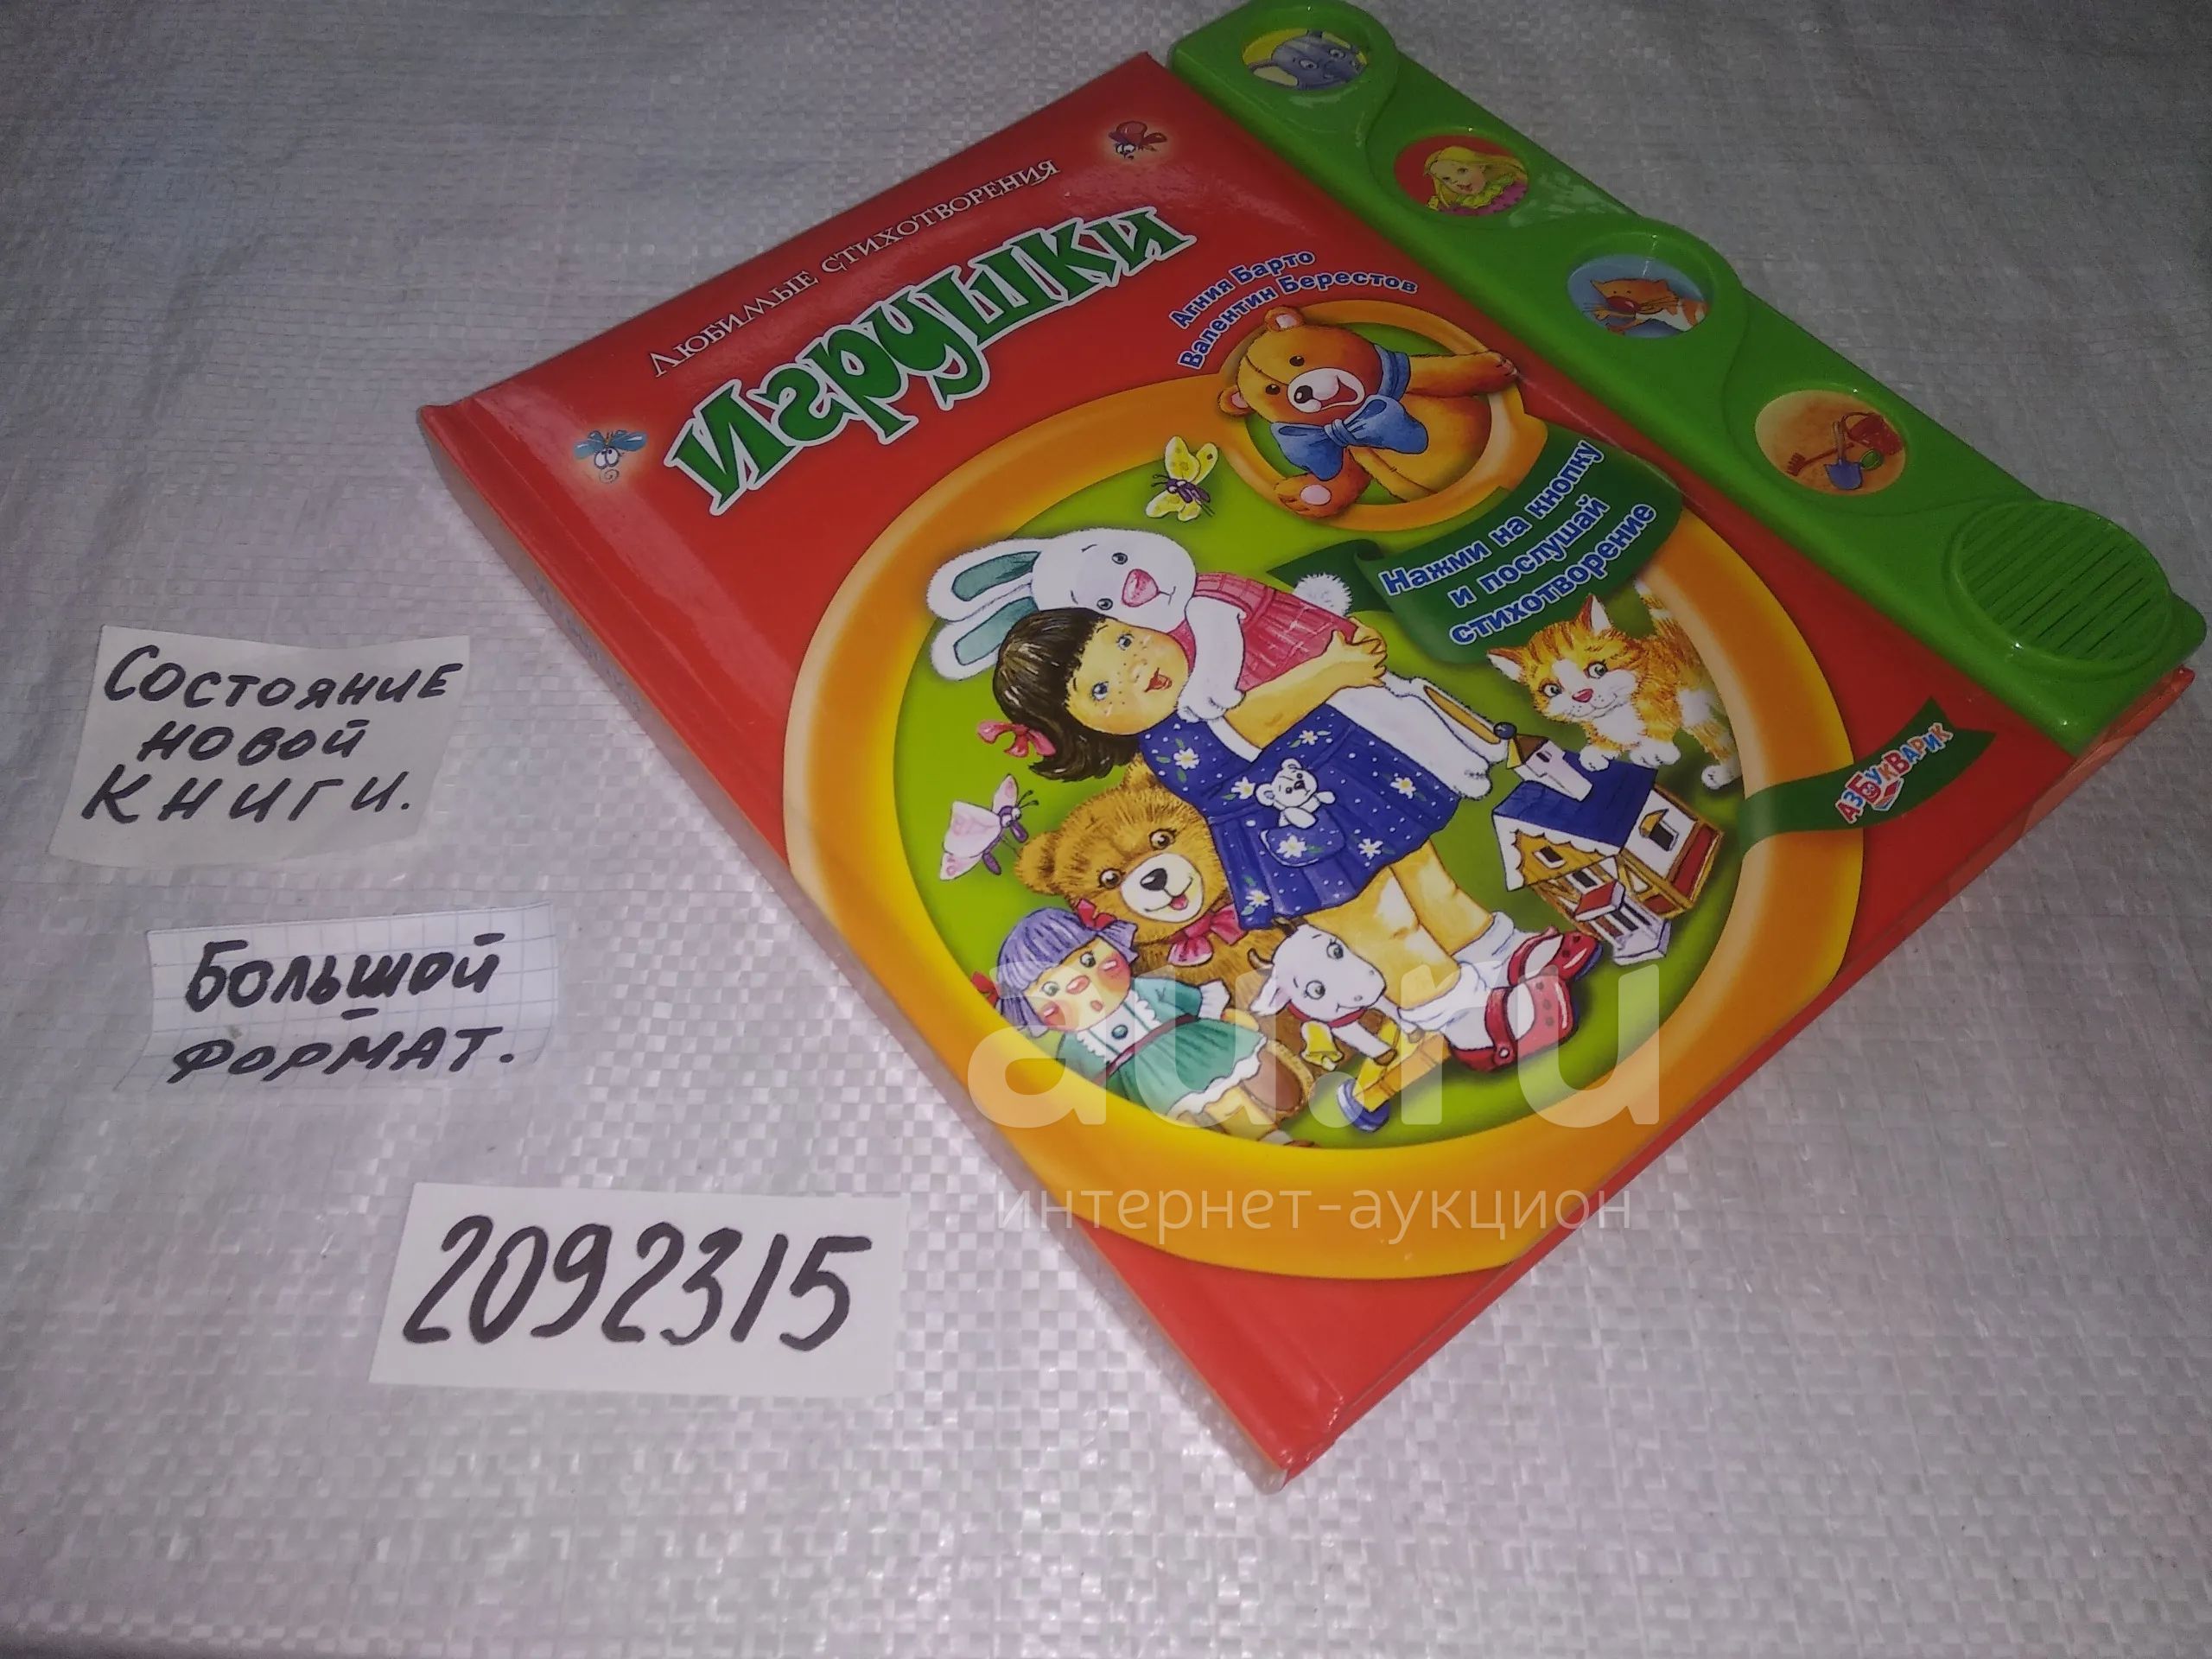 Любимые стихотворения
Игрушки
Агния Барто
Валентин Берестов
Нажми на кнопку
и послушай
стихотворение
АзБукварик
Состояние
новой
книги.
Большой
формат.
2092315
au.ru
интернет-аукцион